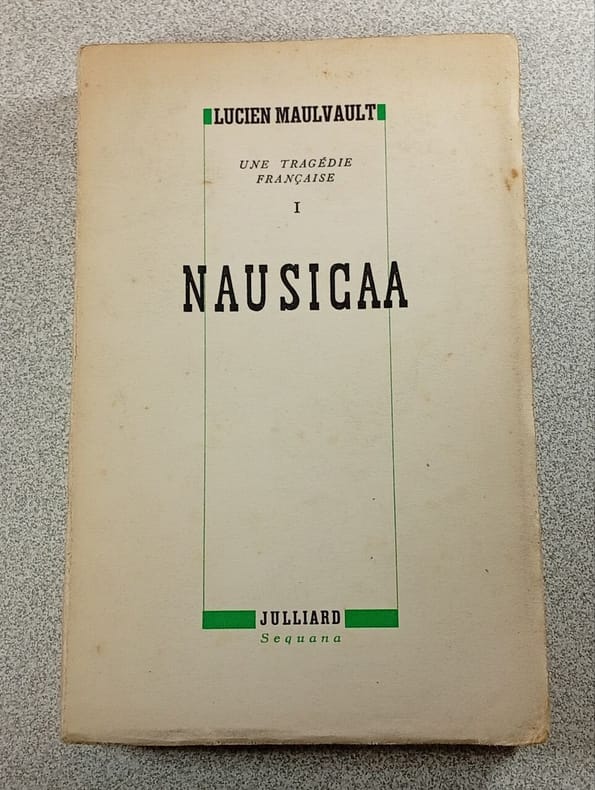 LUCIEN MAULVAULT
UNE TRAGÉDIE
FRANÇAISE
I
NAUSICAA
JULLIARD
Sequana